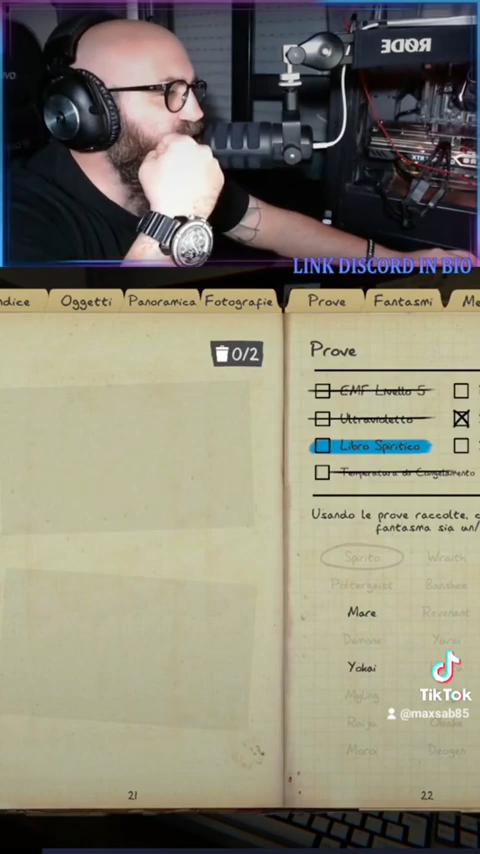 RØDE
LINK DISCORD IN BIO
ndice Oggetti Panoramica Fotografie Prove Fantasmi Me
0/2
Prove
EMF Livello 5
Ultravioletto
Libro Spiritico
Temperatura di Congelamento
Usando le prove raccolte, c
fantasma sia un/
Spirito Wraith
Poltergeist Banshee
Mare Revenant
Demone Yurei
Yokai
Myling
Raiju Obake
Moroi Deogen
TikTok
@maxsab85
21
22